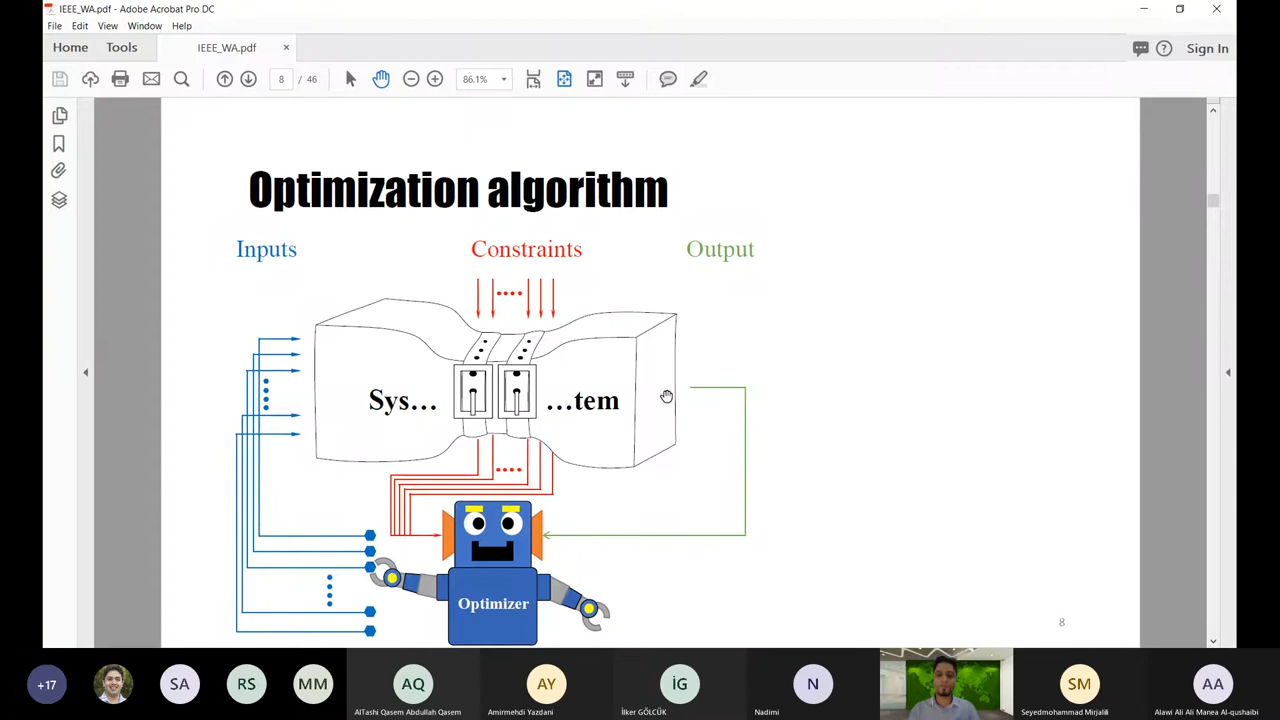 IEEE_WA.pdf - Adobe Acrobat Pro DC
File Edit View Window Help
Home Tools IEEE_WA.pdf × Sign In
8 / 46 86.1%
Optimization algorithm
Inputs Constraints Output
Sys… …tem
Optimizer
8
+17 SA RS MM AQ AY İG N SM AA
AlTashi Qasem Abdullah Qasem Amirmehdi Yazdani İlker GÖLCÜK Nadimi Seyedmohammad Mirjalili Alawi Ali Ali Manea Al-qushaibi